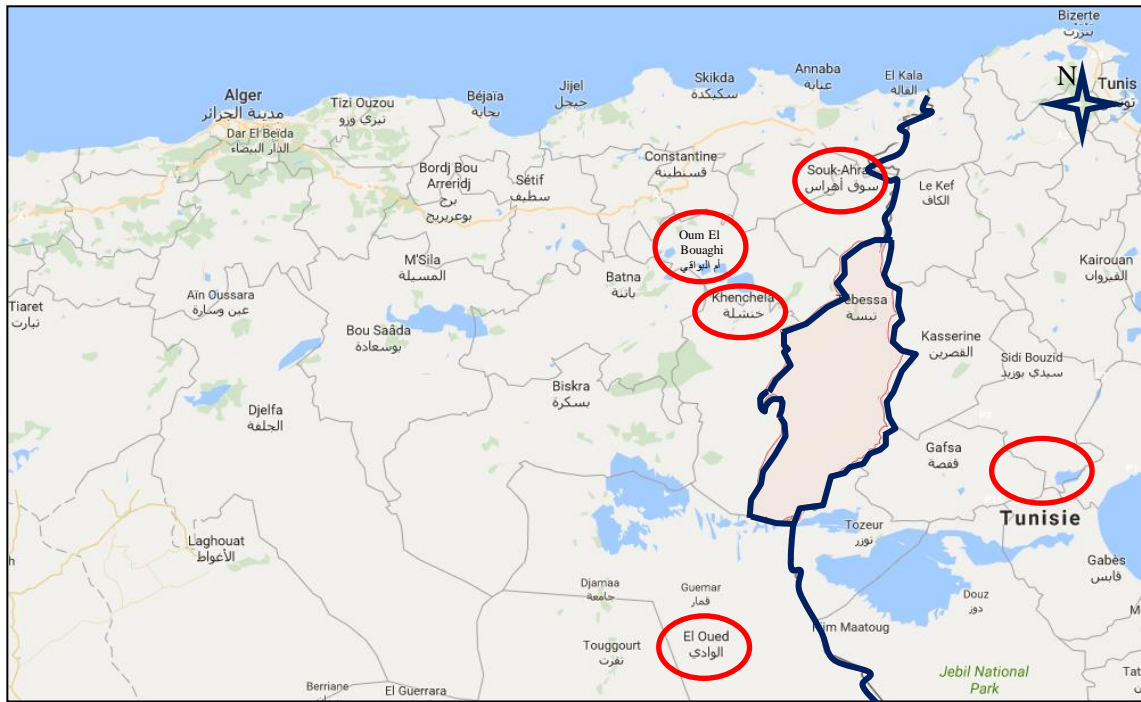 Bizerte
بنزرت
N
Tunis
Alger
مدينة الجزائر
Dar El Beïda
الدار البيضاء
Tizi Ouzou
تيزي وزو
Béjaïa
بجاية
Jijel
جيجل
Skikda
سكيكدة
Annaba
عنابة
El Kala
القالة
Bordj Bou
Arreridj
برج
بوعريريج
Sétif
سطيف
Constantine
قسنطينة
Souk-Ahra
سوق أهراس
Le Kef
الكاف
Oum El
Bouaghi
أم البواقي
M'Sila
المسيلة
Batna
باتنة
Khenchela
خنشلة
Tebessa
تبسة
Kairouan
القيروان
Tiaret
تيارت
Aïn Oussara
عين وسارة
Bou Saâda
بوسعادة
Kasserine
القصرين
Sidi Bouzid
سيدي بوزيد
Biskra
بسكرة
Djelfa
الجلفة
Gafsa
قفصة
Tunisie
Tozeur
توزر
Laghouat
الأغواط
Gabès
قابس
Djamaa
جامعة
Guemar
قمار
Douz
دوز
El Oued
الوادي
Rjim Maatoug
Touggourt
تقرت
Jebil National
Park
Tat
Berriane
El Guerrara